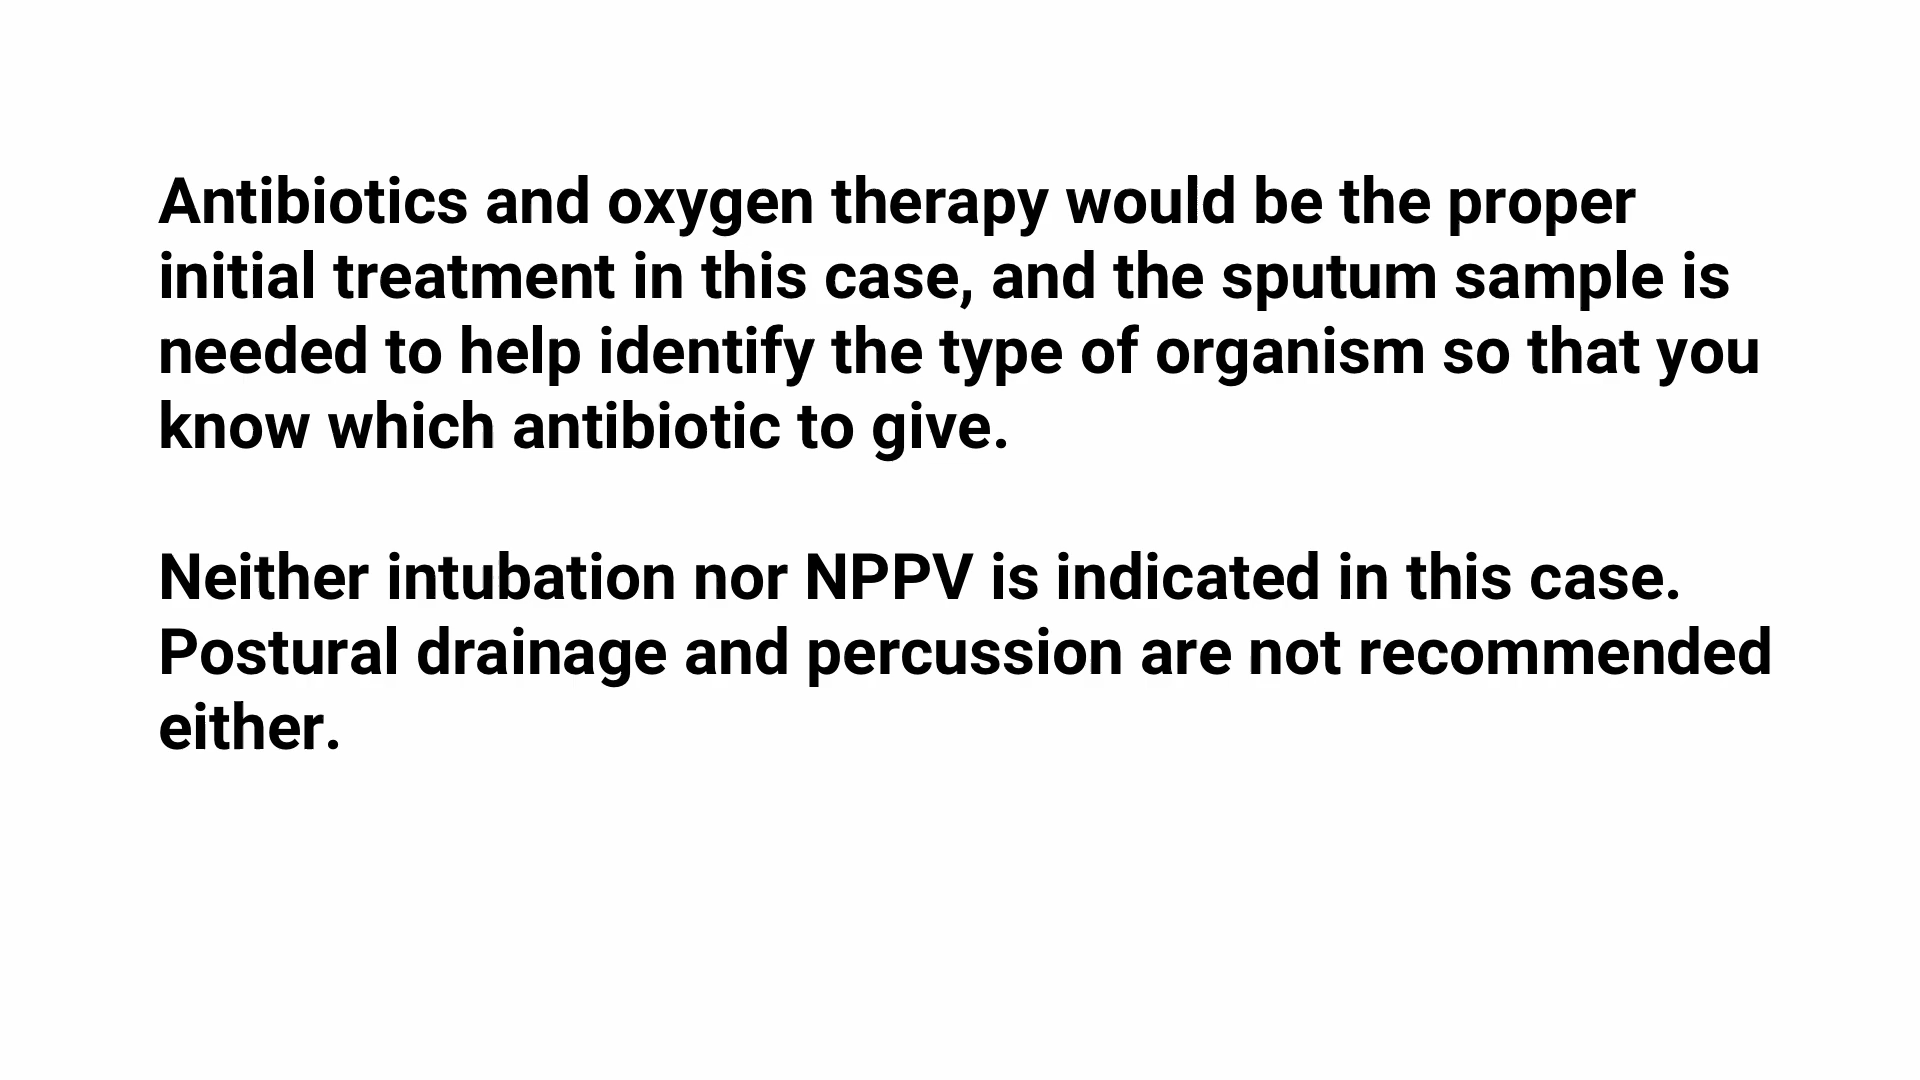 Antibiotics and oxygen therapy would be the proper
initial treatment in this case, and the sputum sample is
needed to help identify the type of organism so that you
know which antibiotic to give.
Neither intubation nor NPPV is indicated in this case.
Postural drainage and percussion are not recommended
either.